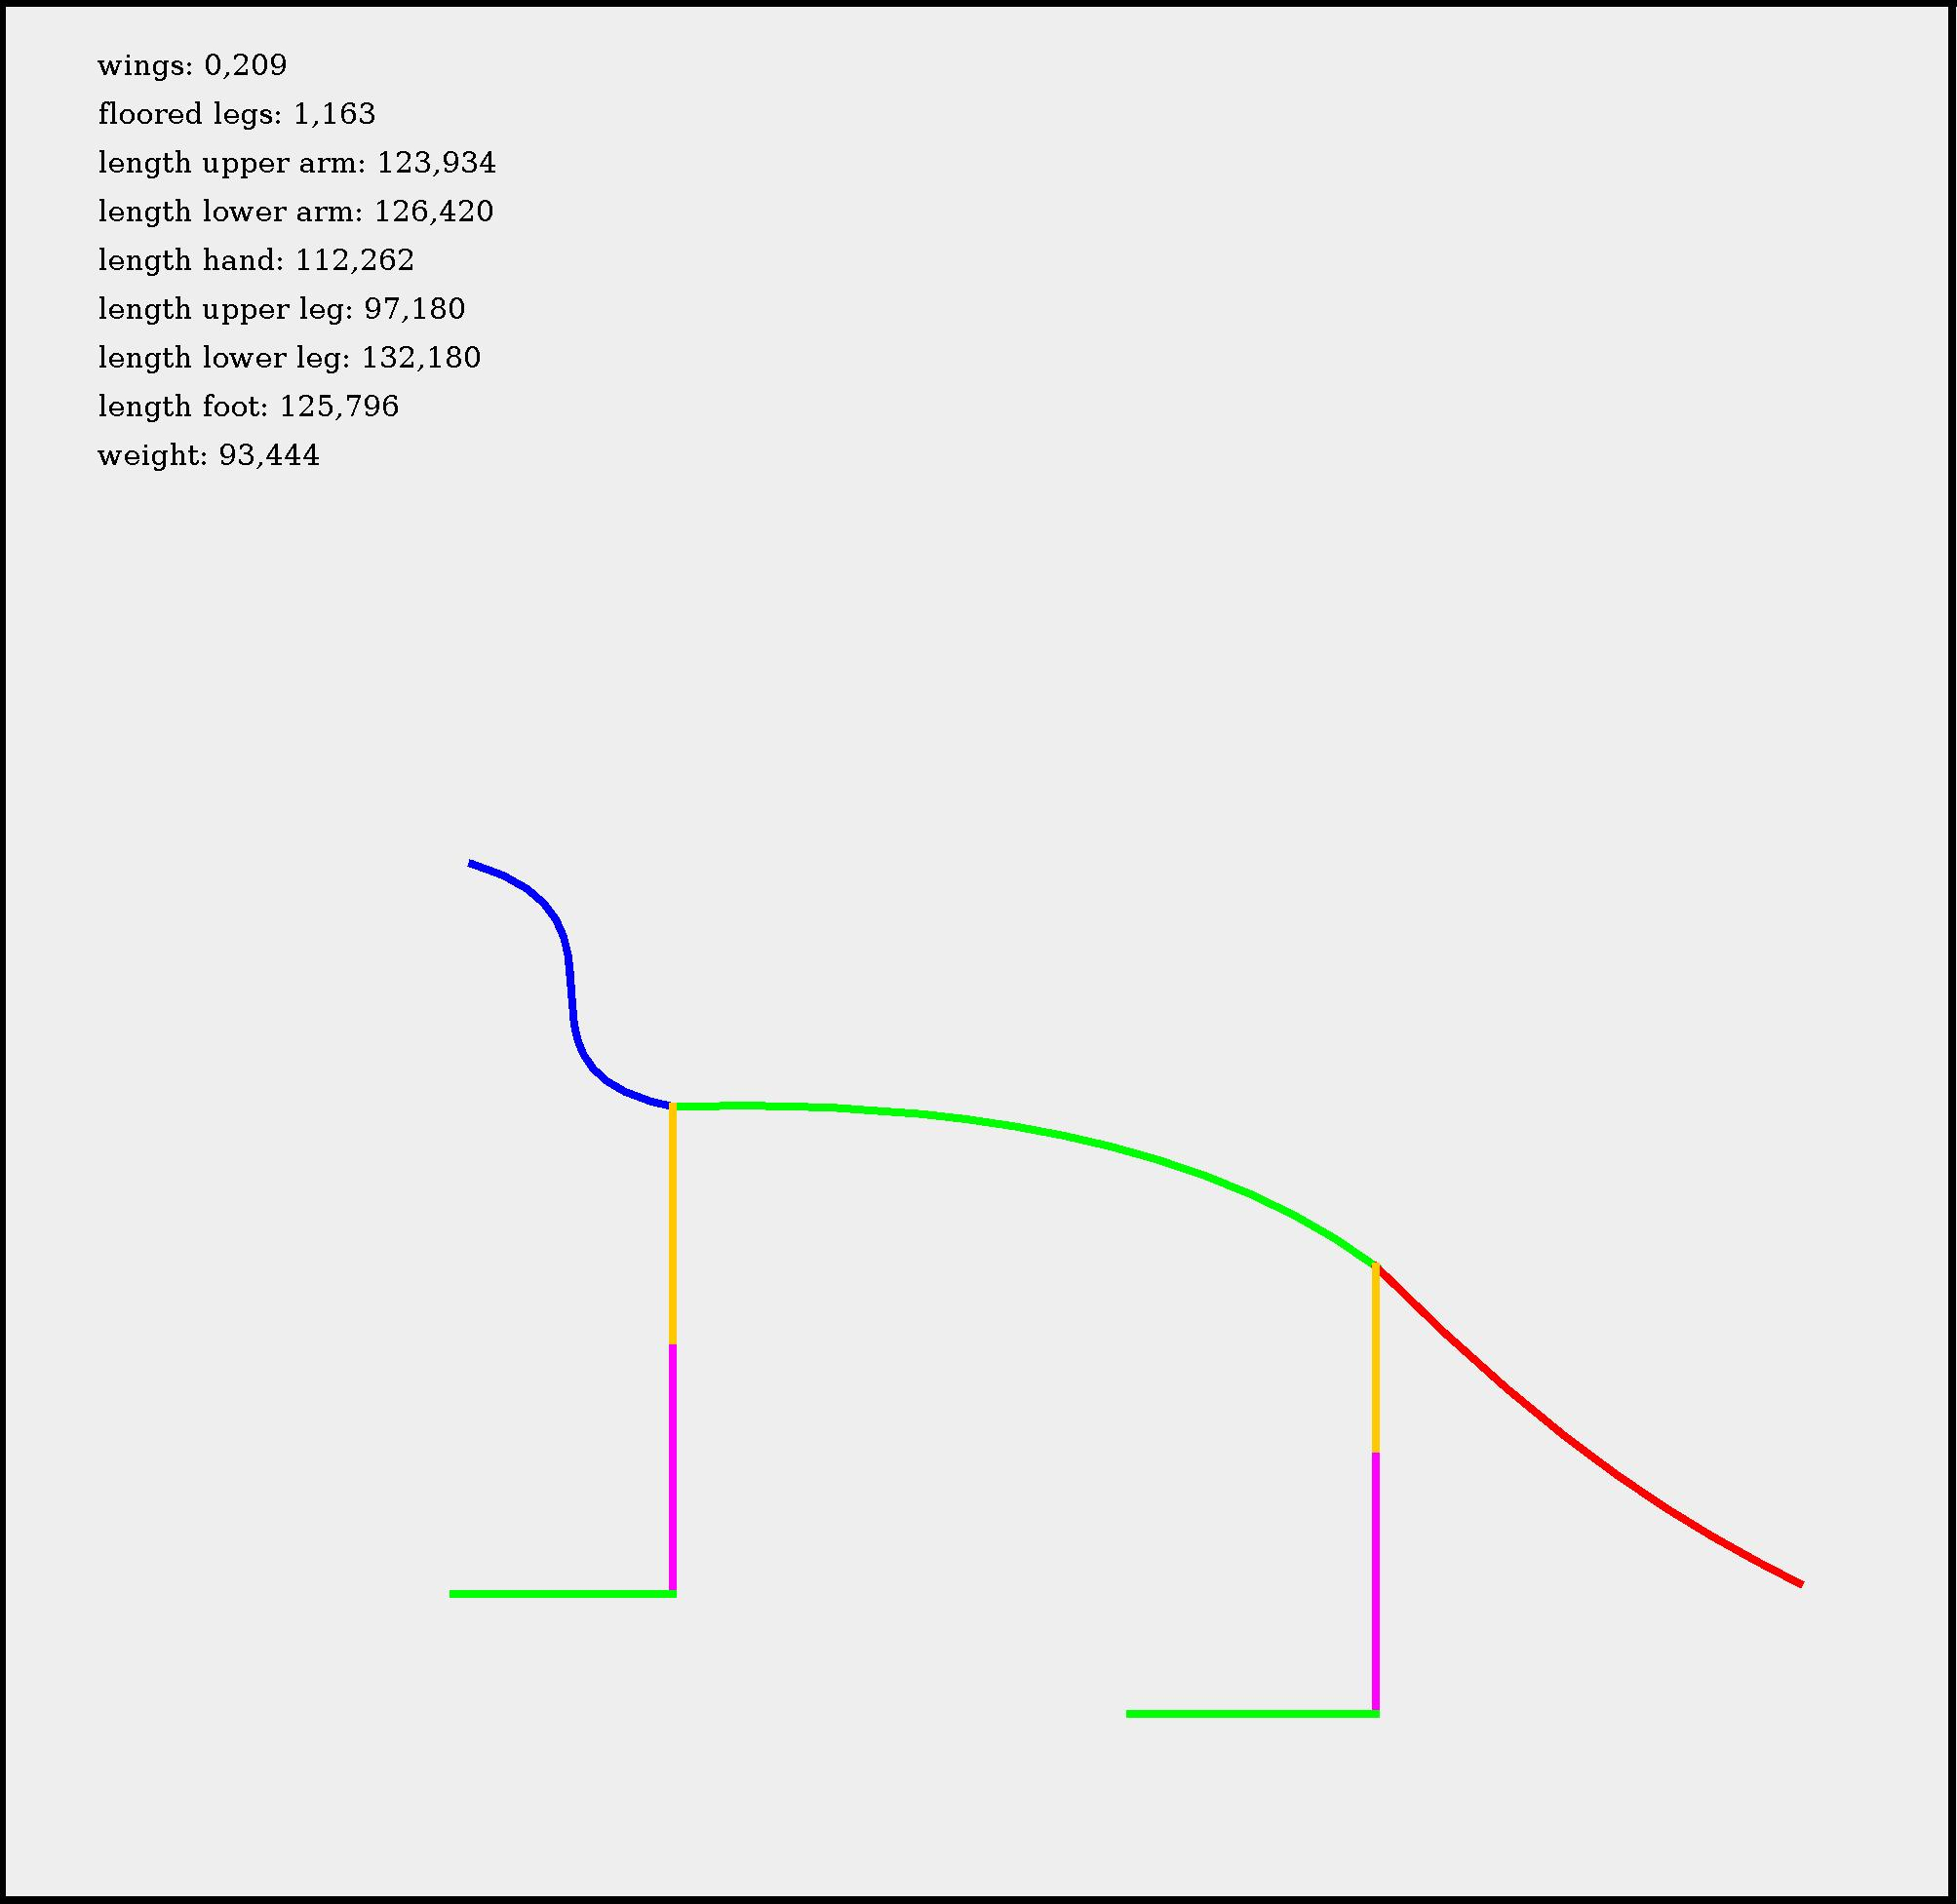 wings: 0,209
floored legs: 1,163
length upper arm: 123,934
length lower arm: 126,420
length hand: 112,262
length upper leg: 97,180
length lower leg: 132,180
length foot: 125,796
weight: 93,444